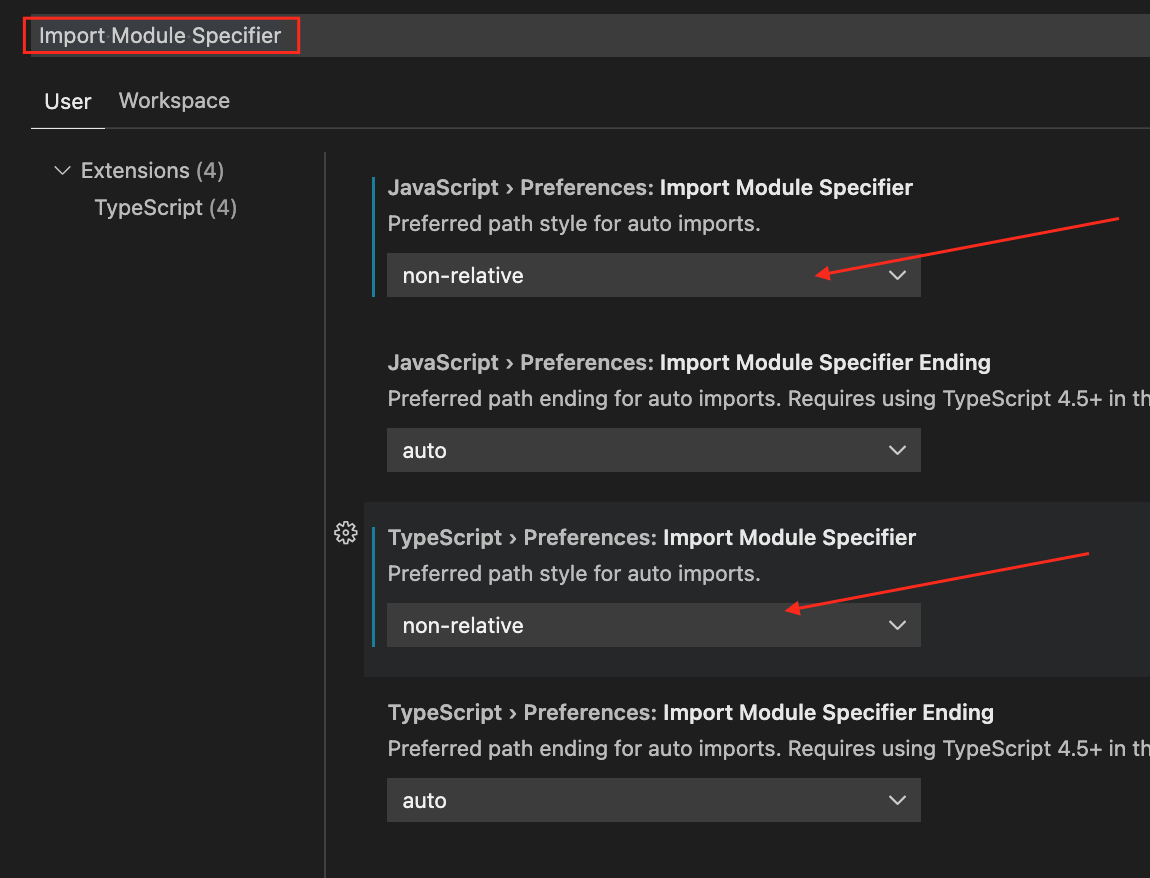 Import Module Specifier
User Workspace
Extensions (4)
TypeScript (4)
JavaScript › Preferences: Import Module Specifier
Preferred path style for auto imports.
non-relative
JavaScript › Preferences: Import Module Specifier Ending
Preferred path ending for auto imports. Requires using TypeScript 4.5+ in th
auto
TypeScript › Preferences: Import Module Specifier
Preferred path style for auto imports.
non-relative
TypeScript › Preferences: Import Module Specifier Ending
Preferred path ending for auto imports. Requires using TypeScript 4.5+ in th
auto